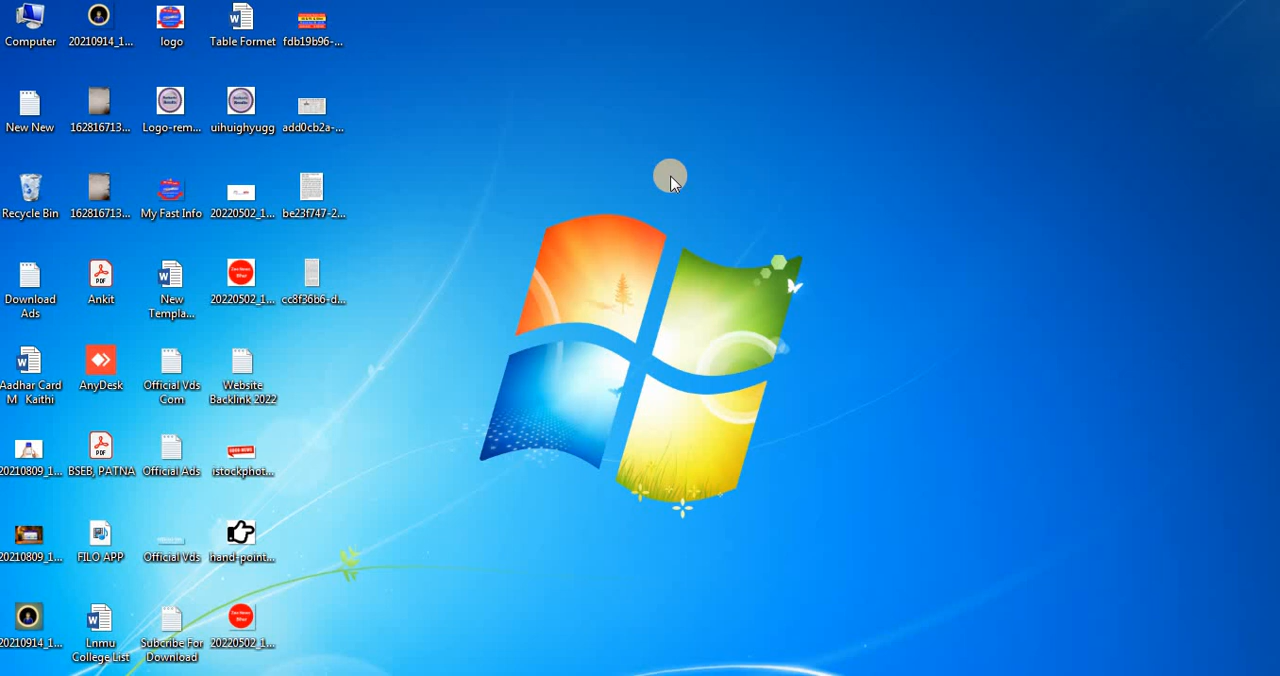 Computer
20210914_1...
logo
Table Formet
fdb19b96-...
New New
162816713...
Logo-rem...
uihuighyugg
add0cb2a-...
Recycle Bin
162816713...
My Fast Info
20220502_1...
be23f747-2...
Download
Ads
Ankit
New
Templa...
20220502_1...
cc8f36b6-d...
Aadhar Card
M Kaithi
AnyDesk
Official Vds
Com
Website
Backlink 2022
20210809_1...
BSEB, PATNA
Official Ads
istockphot...
20210809_1...
FILO APP
Official Vds
hand-point...
20210914_1...
Lnmu
College List
Subcribe For
Download
20220502_1...